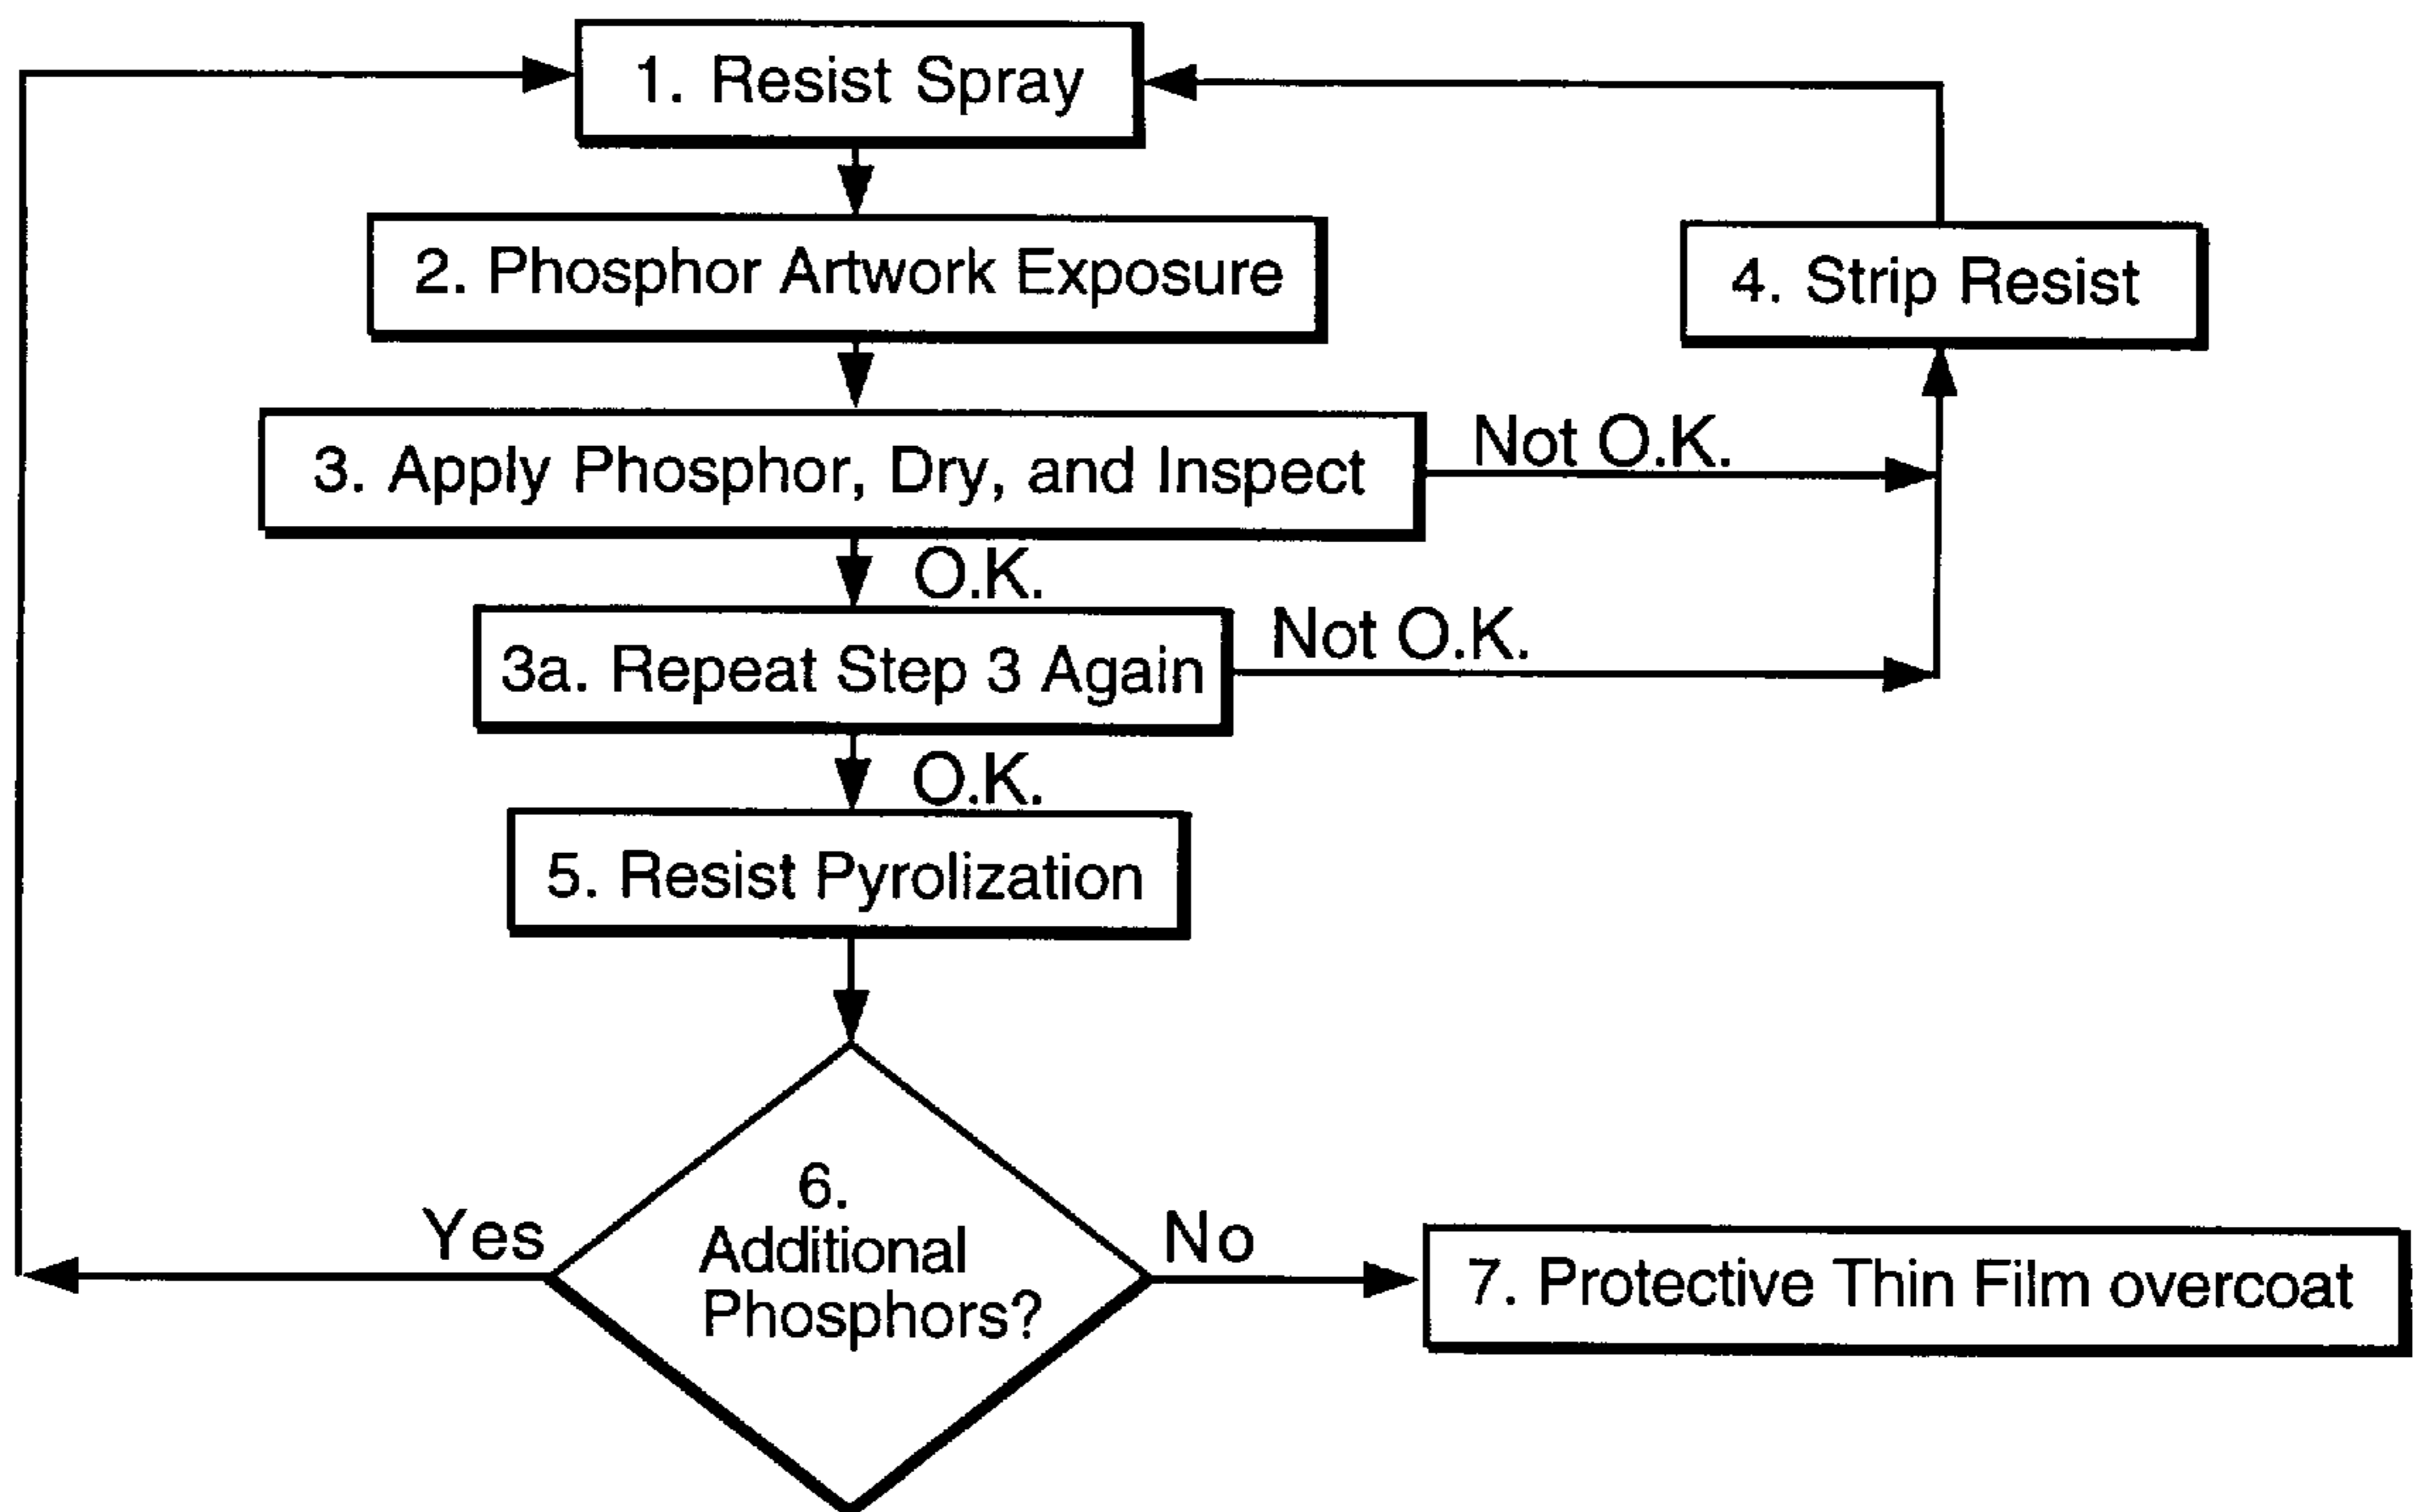 1. Resist Spray
2. Phosphor Artwork Exposure
4. Strip Resist
3. Apply Phosphor, Dry, and Inspect
Not O.K.
O.K.
3a. Repeat Step 3 Again
Not O.K.
O.K.
5. Resist Pyrolization
6.
Additional
Phosphors?
Yes
No
7. Protective Thin Film overcoat